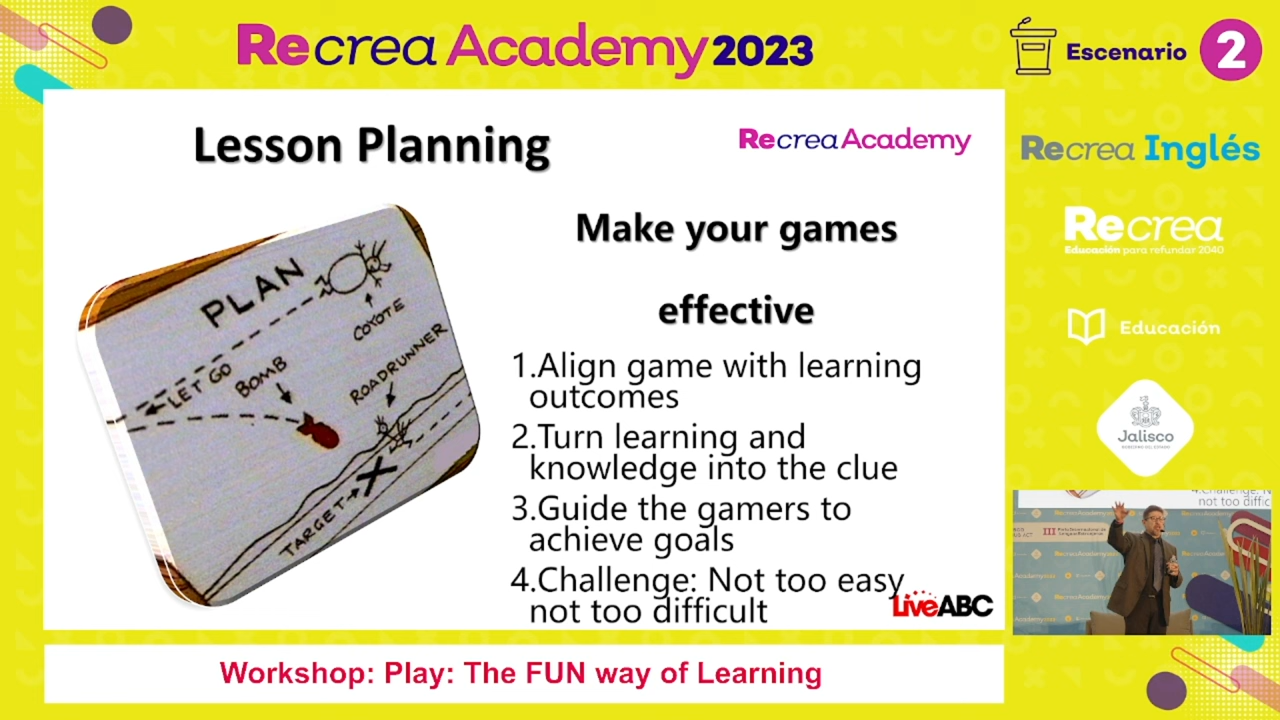 Recrea Academy 2023
Escenario 2
Lesson Planning
Recrea Academy
Make your games
effective
1.Align game with learning
outcomes
2.Turn learning and
knowledge into the clue
3.Guide the gamers to
achieve goals
4.Challenge: Not too easy
not too difficult
LiveABC
PLAN
COYOTE
LET GO
BOMB
ROADRUNNER
TARGET
Workshop: Play: The FUN way of Learning
Recrea Inglés
Recrea
Educación para refundar 2040
Educación
Jalisco
not too diffic